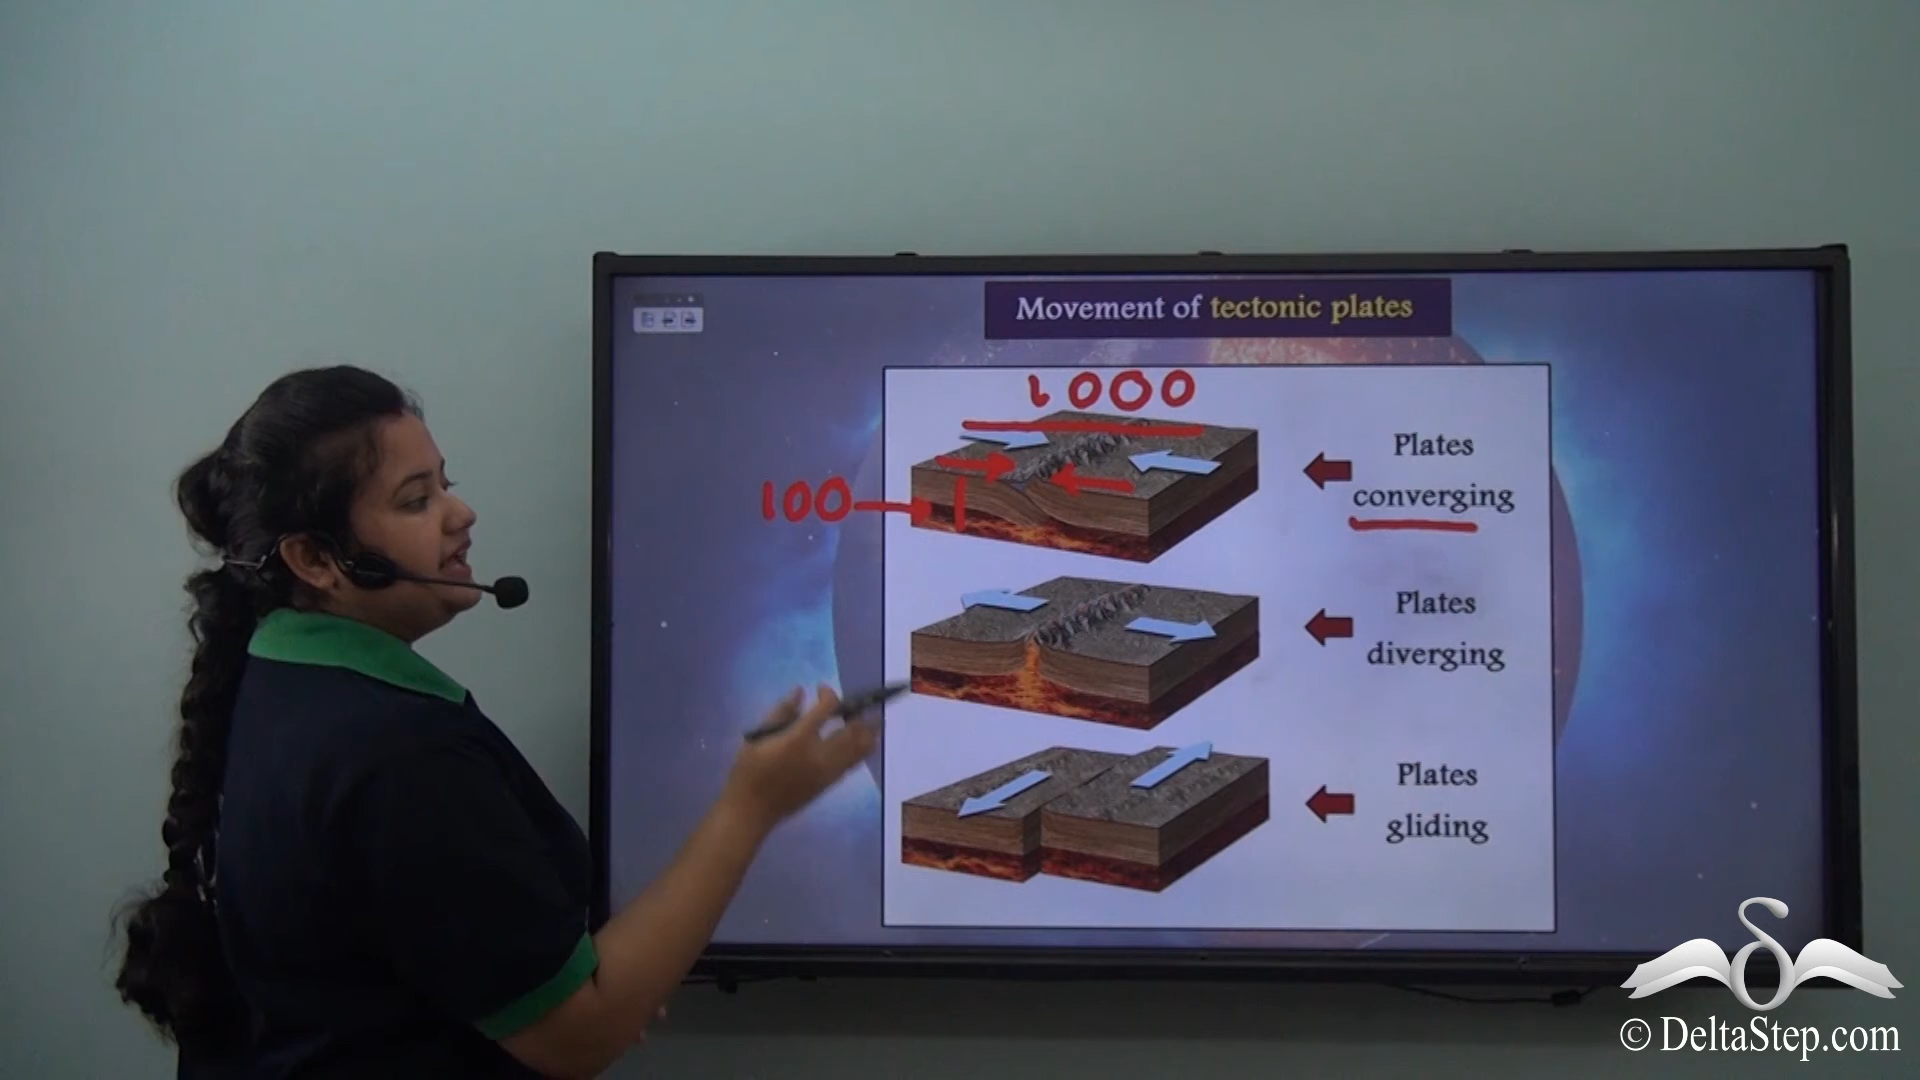 Movement of tectonic plates
1000
Plates
converging
100
Plates
diverging
Plates
gliding
© DeltaStep.com